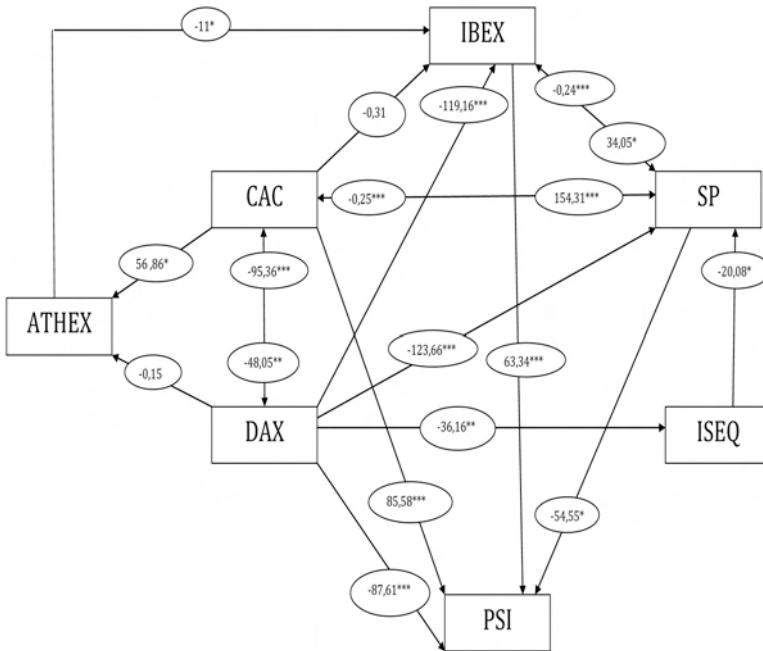 -11*
IBEX
-0,24***
-119,16***
-0,31
34,05*
CAC
-0,25***
154,31***
SP
56,86*
-95,36***
-20,08*
ATHEX
-123,66***
63,34***
-48,05**
-0,15
DAX
-36,16**
ISEQ
85,58***
-54,55*
-87,61***
PSI